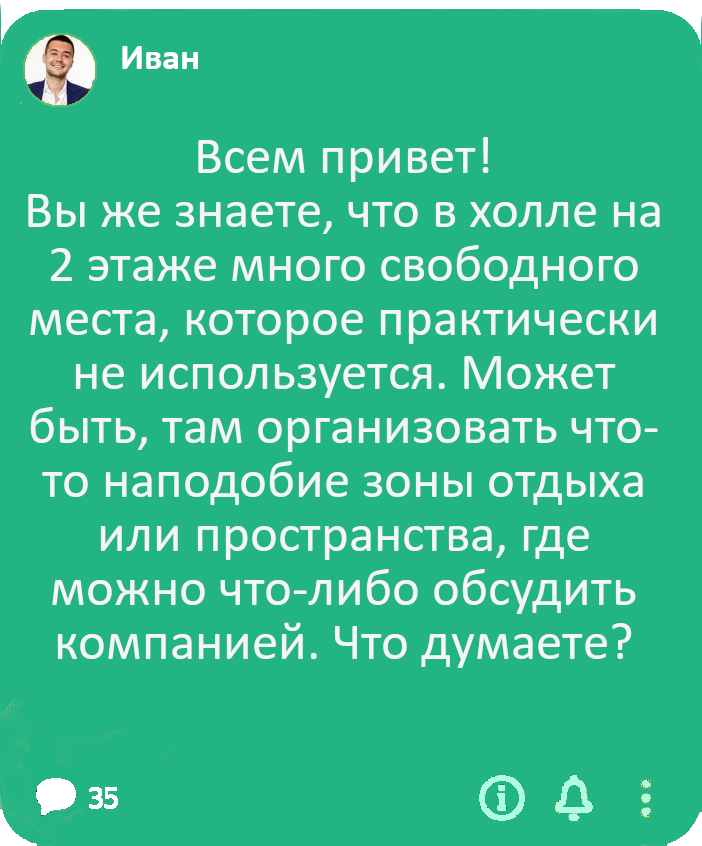 Иван
Всем привет!
Вы же знаете, что в холле на
2 этаже много свободного
места, которое практически
не используется. Может
быть, там организовать что-
то наподобие зоны отдыха
или пространства, где
можно что-либо обсудить
компанией. Что думаете?
35